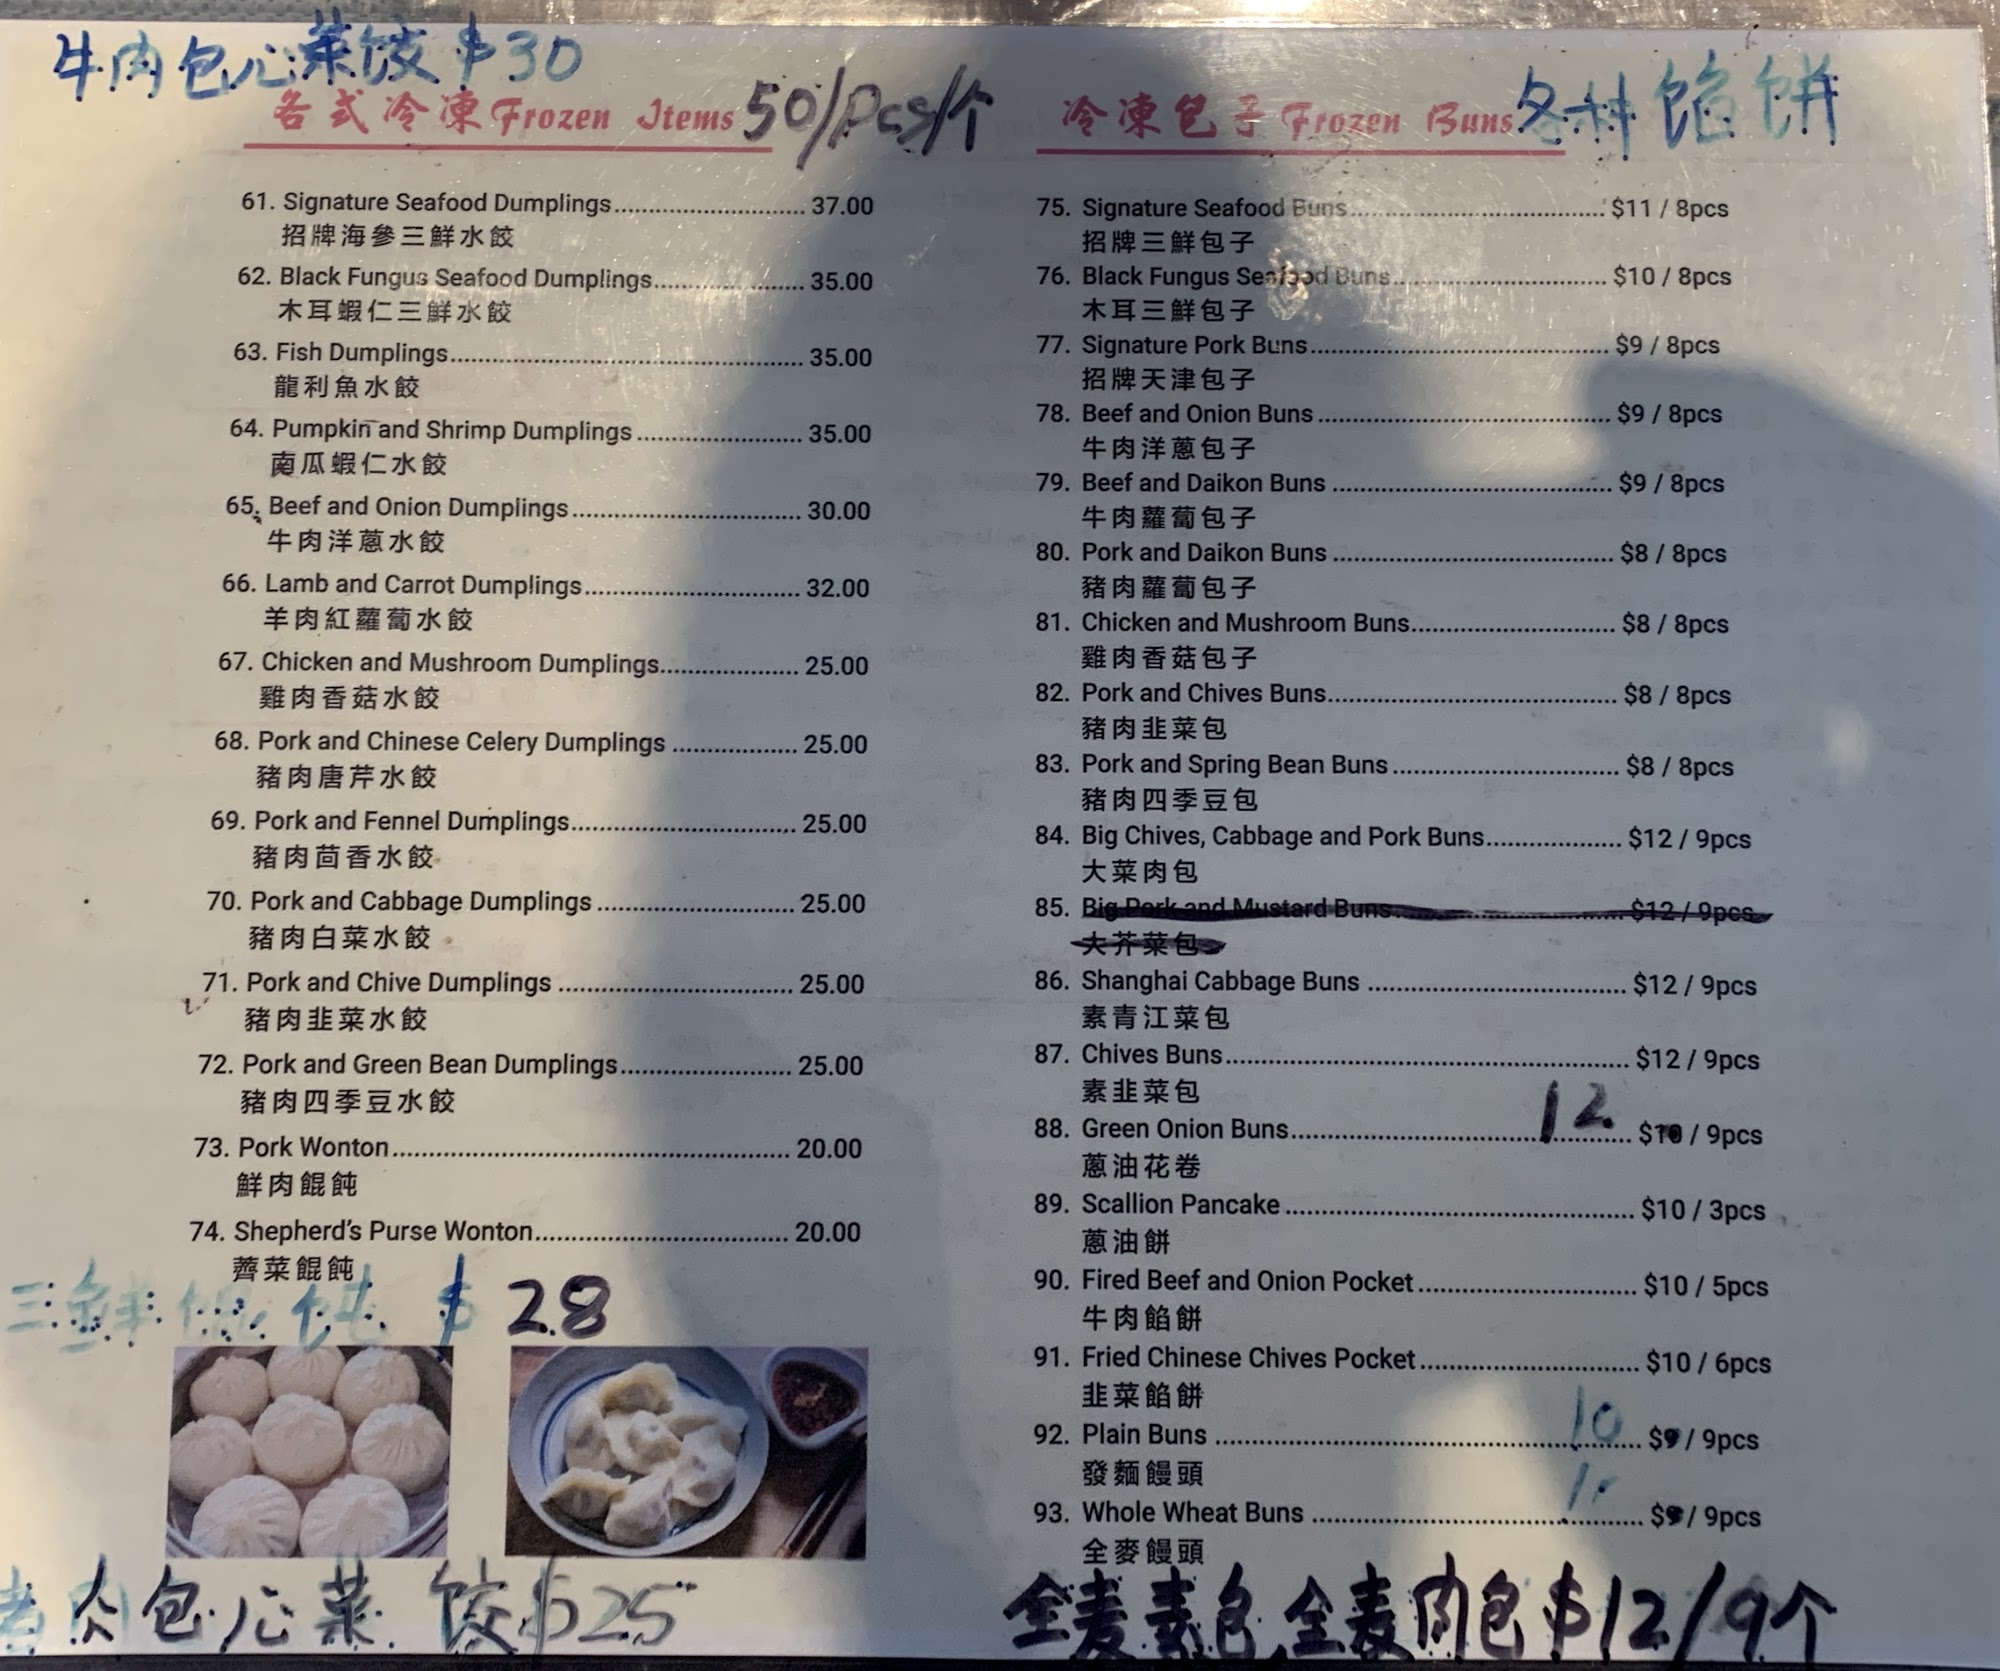 牛肉包心菜饺 $30
各式冷凍Frozen Items 50/Pcs/个
61. Signature Seafood Dumplings........................... 37.00
招牌海參三鮮水餃
62. Black Fungus Seafood Dumplings..................... 35.00
木耳蝦仁三鮮水餃
63. Fish Dumplings.................................................. 35.00
龍利魚水餃
64. Pumpkin and Shrimp Dumplings....................... 35.00
南瓜蝦仁水餃
65. Beef and Onion Dumplings................................ 30.00
牛肉洋蔥水餃
66. Lamb and Carrot Dumplings.............................. 32.00
羊肉紅蘿蔔水餃
67. Chicken and Mushroom Dumplings................... 25.00
雞肉香菇水餃
68. Pork and Chinese Celery Dumplings.................. 25.00
豬肉唐芹水餃
69. Pork and Fennel Dumplings............................... 25.00
豬肉茴香水餃
70. Pork and Cabbage Dumplings........................... 25.00
豬肉白菜水餃
71. Pork and Chive Dumplings................................ 25.00
豬肉韭菜水餃
72. Pork and Green Bean Dumplings....................... 25.00
豬肉四季豆水餃
73. Pork Wonton...................................................... 20.00
鮮肉餛飩
74. Shepherd's Purse Wonton.................................. 20.00
薺菜餛飩
三鲜馄饨 $28
猪肉包心菜饺$25
冷凍包子Frozen Buns 各种馅饼
75. Signature Seafood Buns................................... $11 / 8pcs
招牌三鮮包子
76. Black Fungus Seafood Buns............................. $10 / 8pcs
木耳三鮮包子
77. Signature Pork Buns......................................... $9 / 8pcs
招牌天津包子
78. Beef and Onion Buns........................................ $9 / 8pcs
牛肉洋蔥包子
79. Beef and Daikon Buns...................................... $9 / 8pcs
牛肉蘿蔔包子
80. Pork and Daikon Buns...................................... $8 / 8pcs
豬肉蘿蔔包子
81. Chicken and Mushroom Buns........................... $8 / 8pcs
雞肉香菇包子
82. Pork and Chives Buns....................................... $8 / 8pcs
豬肉韭菜包
83. Pork and Spring Bean Buns.............................. $8 / 8pcs
豬肉四季豆包
84. Big Chives, Cabbage and Pork Buns................. $12 / 9pcs
大菜肉包
85. Big Pork and Mustard Buns.............................. $12 / 9pcs
大芥菜包
86. Shanghai Cabbage Buns.................................. $12 / 9pcs
素青江菜包
87. Chives Buns...................................................... $12 / 9pcs
素韭菜包
12.
88. Green Onion Buns............................................. $10 / 9pcs
蔥油花卷
89. Scallion Pancake.............................................. $10 / 3pcs
蔥油餅
90. Fired Beef and Onion Pocket............................ $10 / 5pcs
牛肉餡餅
91. Fried Chinese Chives Pocket............................ $10 / 6pcs
韭菜餡餅
10
92. Plain Buns........................................................ $9 / 9pcs
發麵饅頭
93. Whole Wheat Buns........................................... $9 / 9pcs
全麥饅頭
全麦素包,全麦肉包$12/9个